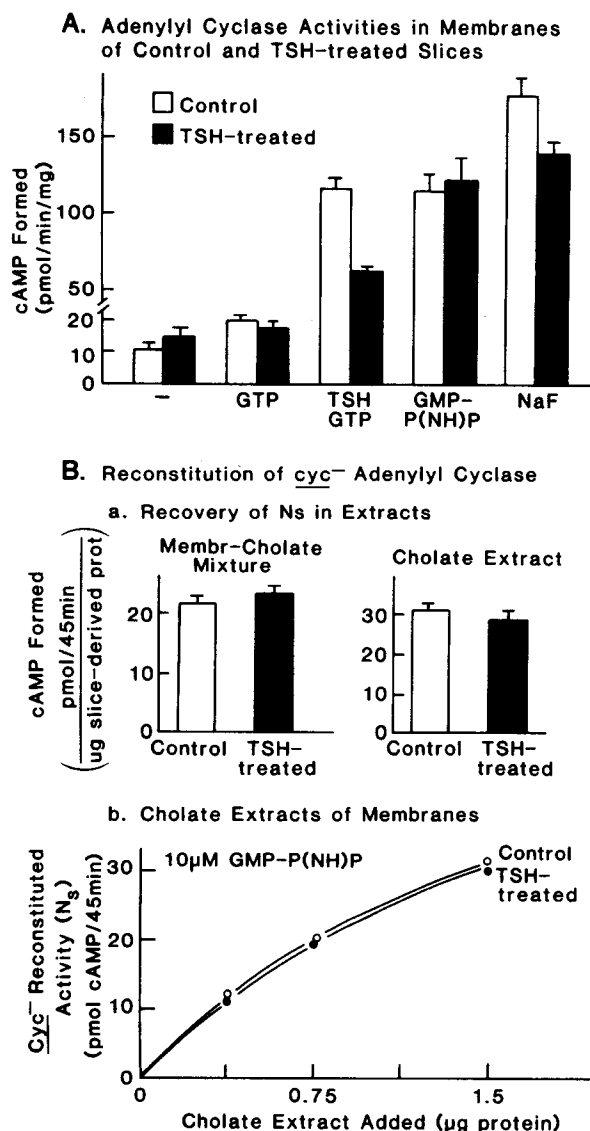 A. Adenylyl Cyclase Activities in Membranes
of Control and TSH-treated Slices
Control
TSH-treated
cAMP Formed
(pmol/min/mg)
150
100
50
20
10
0
–
GTP
TSH
GTP
GMP-
P(NH)P
NaF
B. Reconstitution of cyc– Adenylyl Cyclase
a. Recovery of Ns in Extracts
Membr-Cholate
Mixture
Cholate Extract
cAMP Formed
(pmol/45min
ug slice-derived prot)
20
10
0
Control
TSH-
treated
30
20
10
0
Control
TSH-
treated
b. Cholate Extracts of Membranes
10µM GMP-P(NH)P
Control
TSH-
treated
Cyc– Reconstituted
Activity (Ns)
(pmol cAMP/45min)
30
20
10
0
0
0.75
1.5
Cholate Extract Added (µg protein)